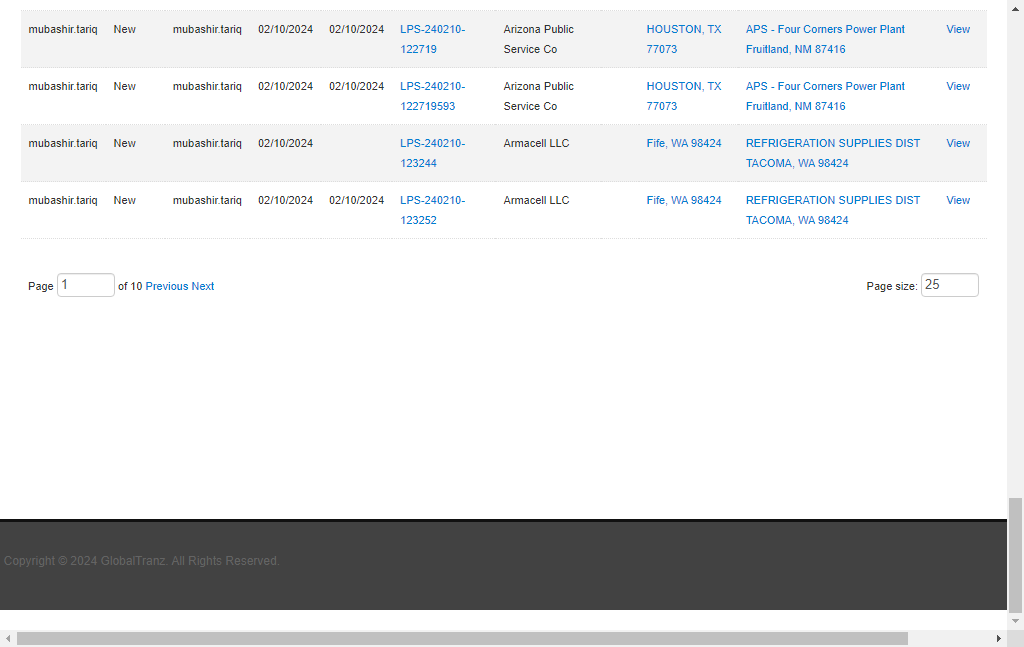 mubashir.tariq New mubashir.tariq 02/10/2024 02/10/2024 LPS-240210- Arizona Public HOUSTON, TX APS - Four Corners Power Plant View
122719 Service Co 77073 Fruitland, NM 87416
mubashir.tariq New mubashir.tariq 02/10/2024 02/10/2024 LPS-240210- Arizona Public HOUSTON, TX APS - Four Corners Power Plant View
122719593 Service Co 77073 Fruitland, NM 87416
mubashir.tariq New mubashir.tariq 02/10/2024 LPS-240210- Armacell LLC Fife, WA 98424 REFRIGERATION SUPPLIES DIST View
123244 TACOMA, WA 98424
mubashir.tariq New mubashir.tariq 02/10/2024 02/10/2024 LPS-240210- Armacell LLC Fife, WA 98424 REFRIGERATION SUPPLIES DIST View
123252 TACOMA, WA 98424
Page 1 of 10 Previous Next Page size: 25
Copyright © 2024 GlobalTranz. All Rights Reserved.